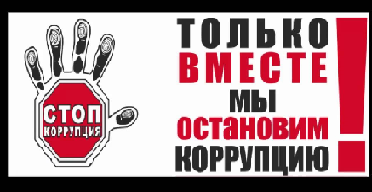 СТОП
КОРРУПЦИЯ
ТОЛЬКО
ВМЕСТЕ
МЫ
ОСТАНОВИМ
КОРРУПЦИЮ!